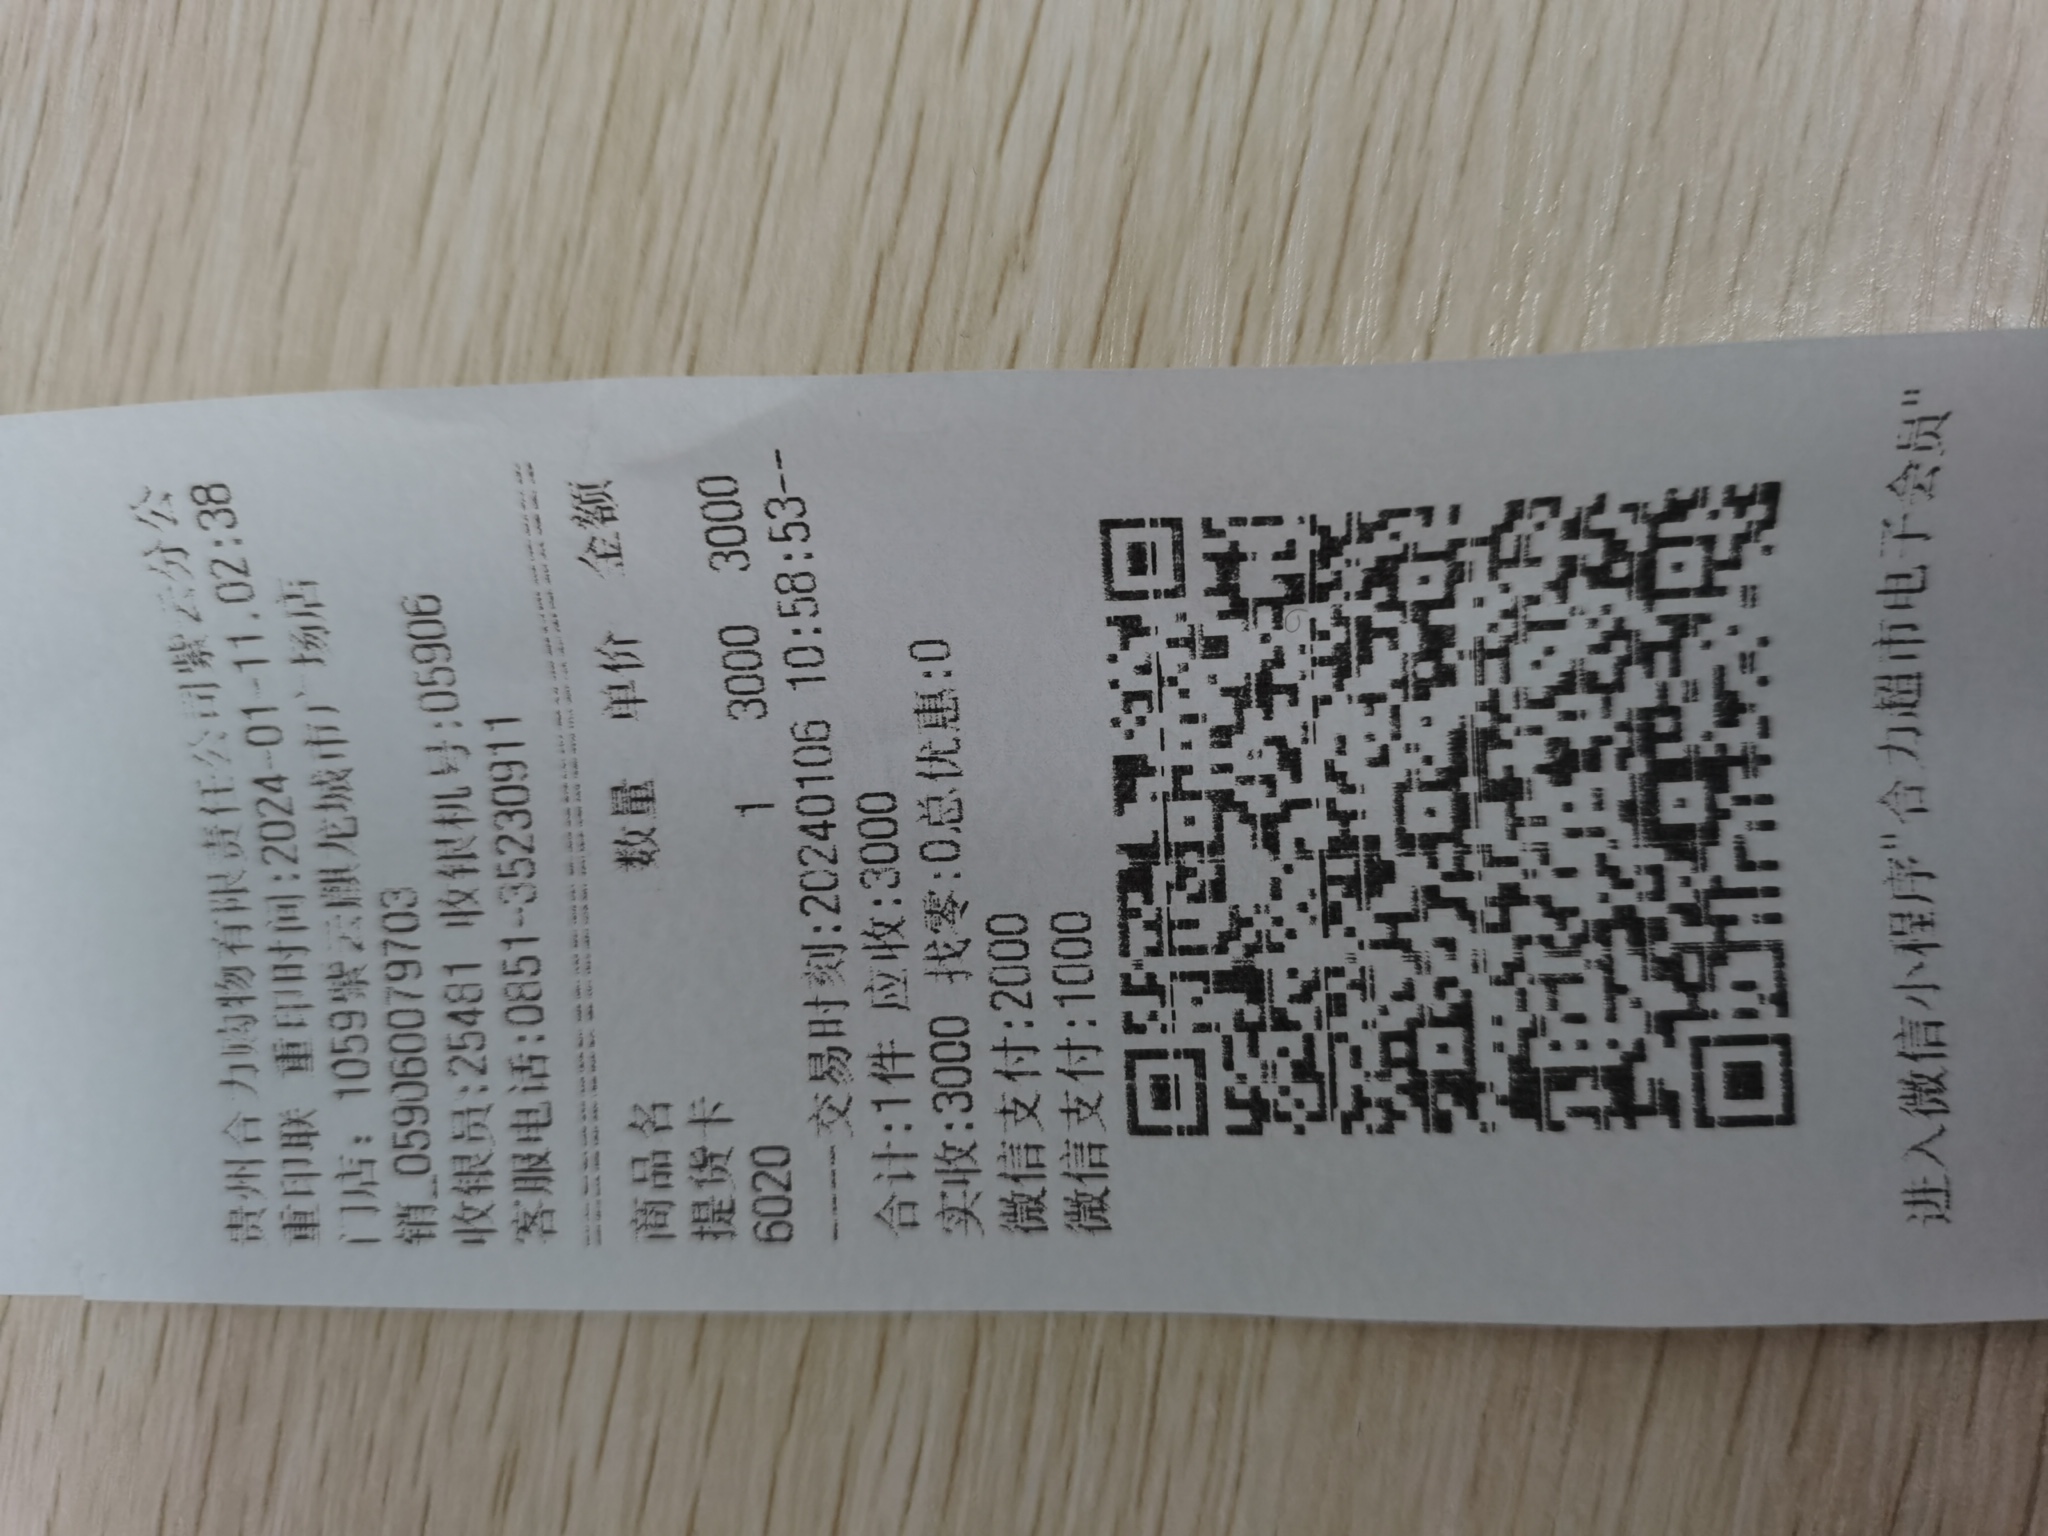 贵州合力购物有限责任公司紫云分公
重印联 重印时间:2024-01-11.02:38
门店: 1059紫云麒龙城市广场店
销_059060079703
收银员:25481 收银机号:05906
客服电话:0851-35230911
商品名 数量 单价 金额
提货卡 1 3000 3000
6020
-----交易时刻:20240106 10:58:53--
合计:1件 应收:3000
实收:3000 找零:0总优惠:0
微信支付:2000
微信支付:1000
进入微信小程序"合力超市电子会员"